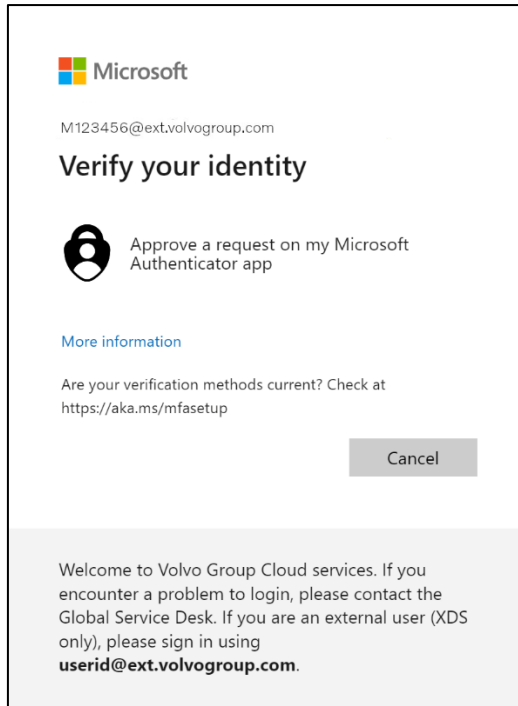 Microsoft
M123456@ext.volvogroup.com
Verify your identity
Approve a request on my Microsoft
Authenticator app
More information
Are your verification methods current? Check at
https://aka.ms/mfasetup
Cancel
Welcome to Volvo Group Cloud services. If you
encounter a problem to login, please contact the
Global Service Desk. If you are an external user (XDS
only), please sign in using
userid@ext.volvogroup.com.